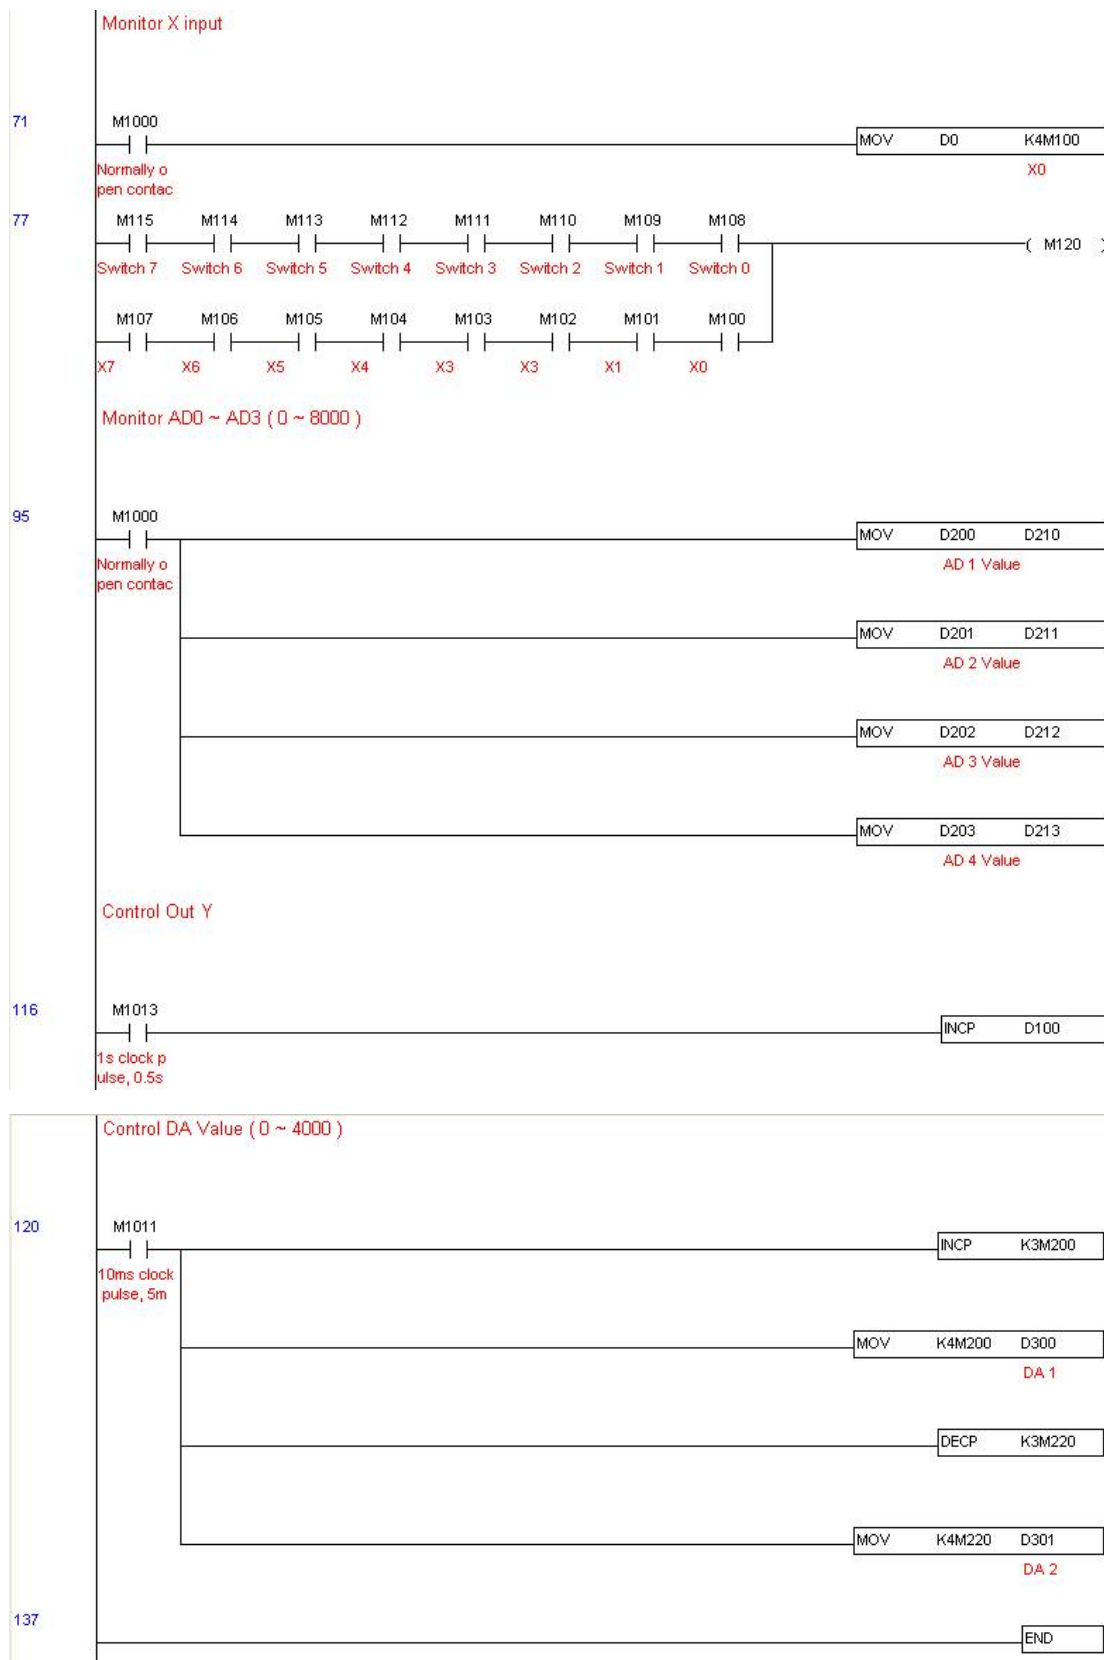 Monitor X input
71 M1000
MOV D0 K4M100
Normally o X0
pen contac
77 M115 M114 M113 M112 M111 M110 M109 M108
( M120 )
Switch 7 Switch 6 Switch 5 Switch 4 Switch 3 Switch 2 Switch 1 Switch 0
M107 M106 M105 M104 M103 M102 M101 M100
X7 X6 X5 X4 X3 X3 X1 X0
Monitor AD0 ~ AD3 ( 0 ~ 8000 )
95 M1000
MOV D200 D210
Normally o AD 1 Value
pen contac
MOV D201 D211
AD 2 Value
MOV D202 D212
AD 3 Value
MOV D203 D213
AD 4 Value
Control Out Y
116 M1013
INCP D100
1s clock p
ulse, 0.5s
Control DA Value ( 0 ~ 4000 )
120 M1011
INCP K3M200
10ms clock
pulse, 5m
MOV K4M200 D300
DA 1
DECP K3M220
MOV K4M220 D301
DA 2
137
END